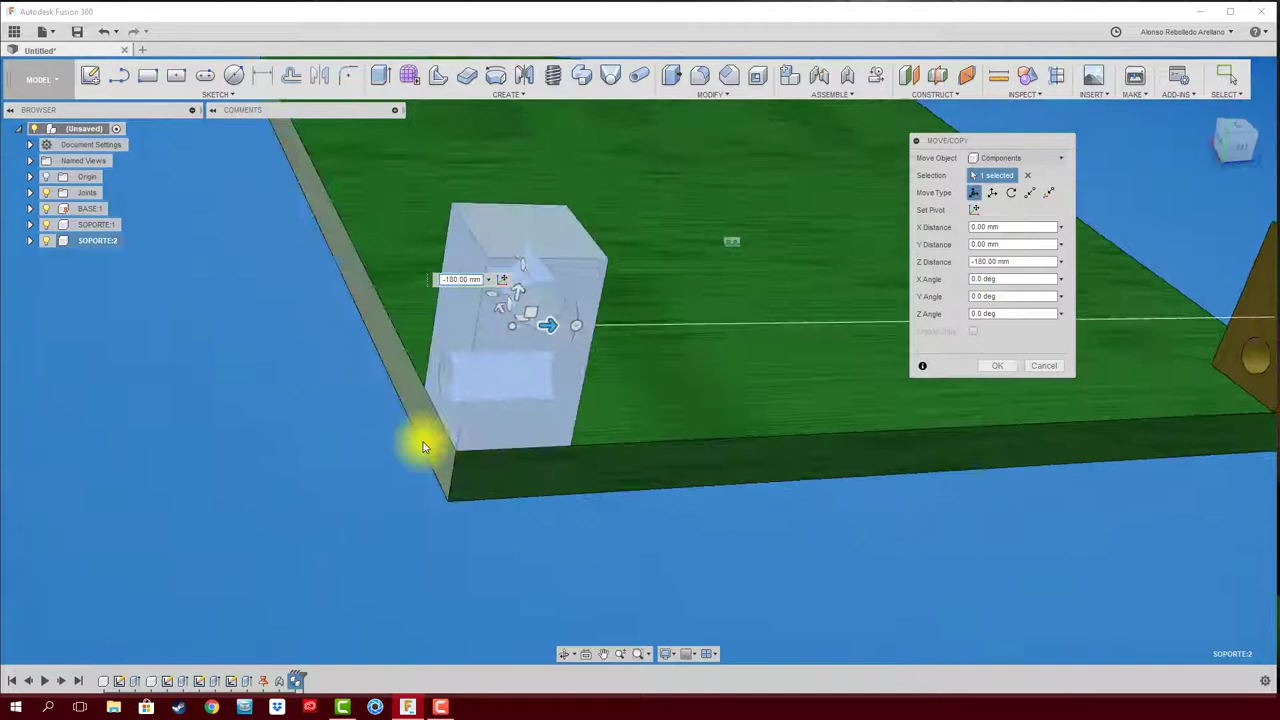 Autodesk Fusion 360
Alonso Rebolledo Arellano
Untitled*
MODEL
SKETCH
CREATE
MODIFY
ASSEMBLE
CONSTRUCT
INSPECT
INSERT
MAKE
ADD-INS
SELECT
BROWSER
COMMENTS
(Unsaved)
Document Settings
Named Views
Origin
Joints
BASE:1
SOPORTE:1
SOPORTE:2
-180.00 mm
MOVE/COPY
Move Object Components
Selection 1 selected
Move Type
Set Pivot
X Distance 0.00 mm
Y Distance 0.00 mm
Z Distance -180.00 mm
X Angle 0.0 deg
Y Angle 0.0 deg
Z Angle 0.0 deg
Create Copy
OK Cancel
SOPORTE:2